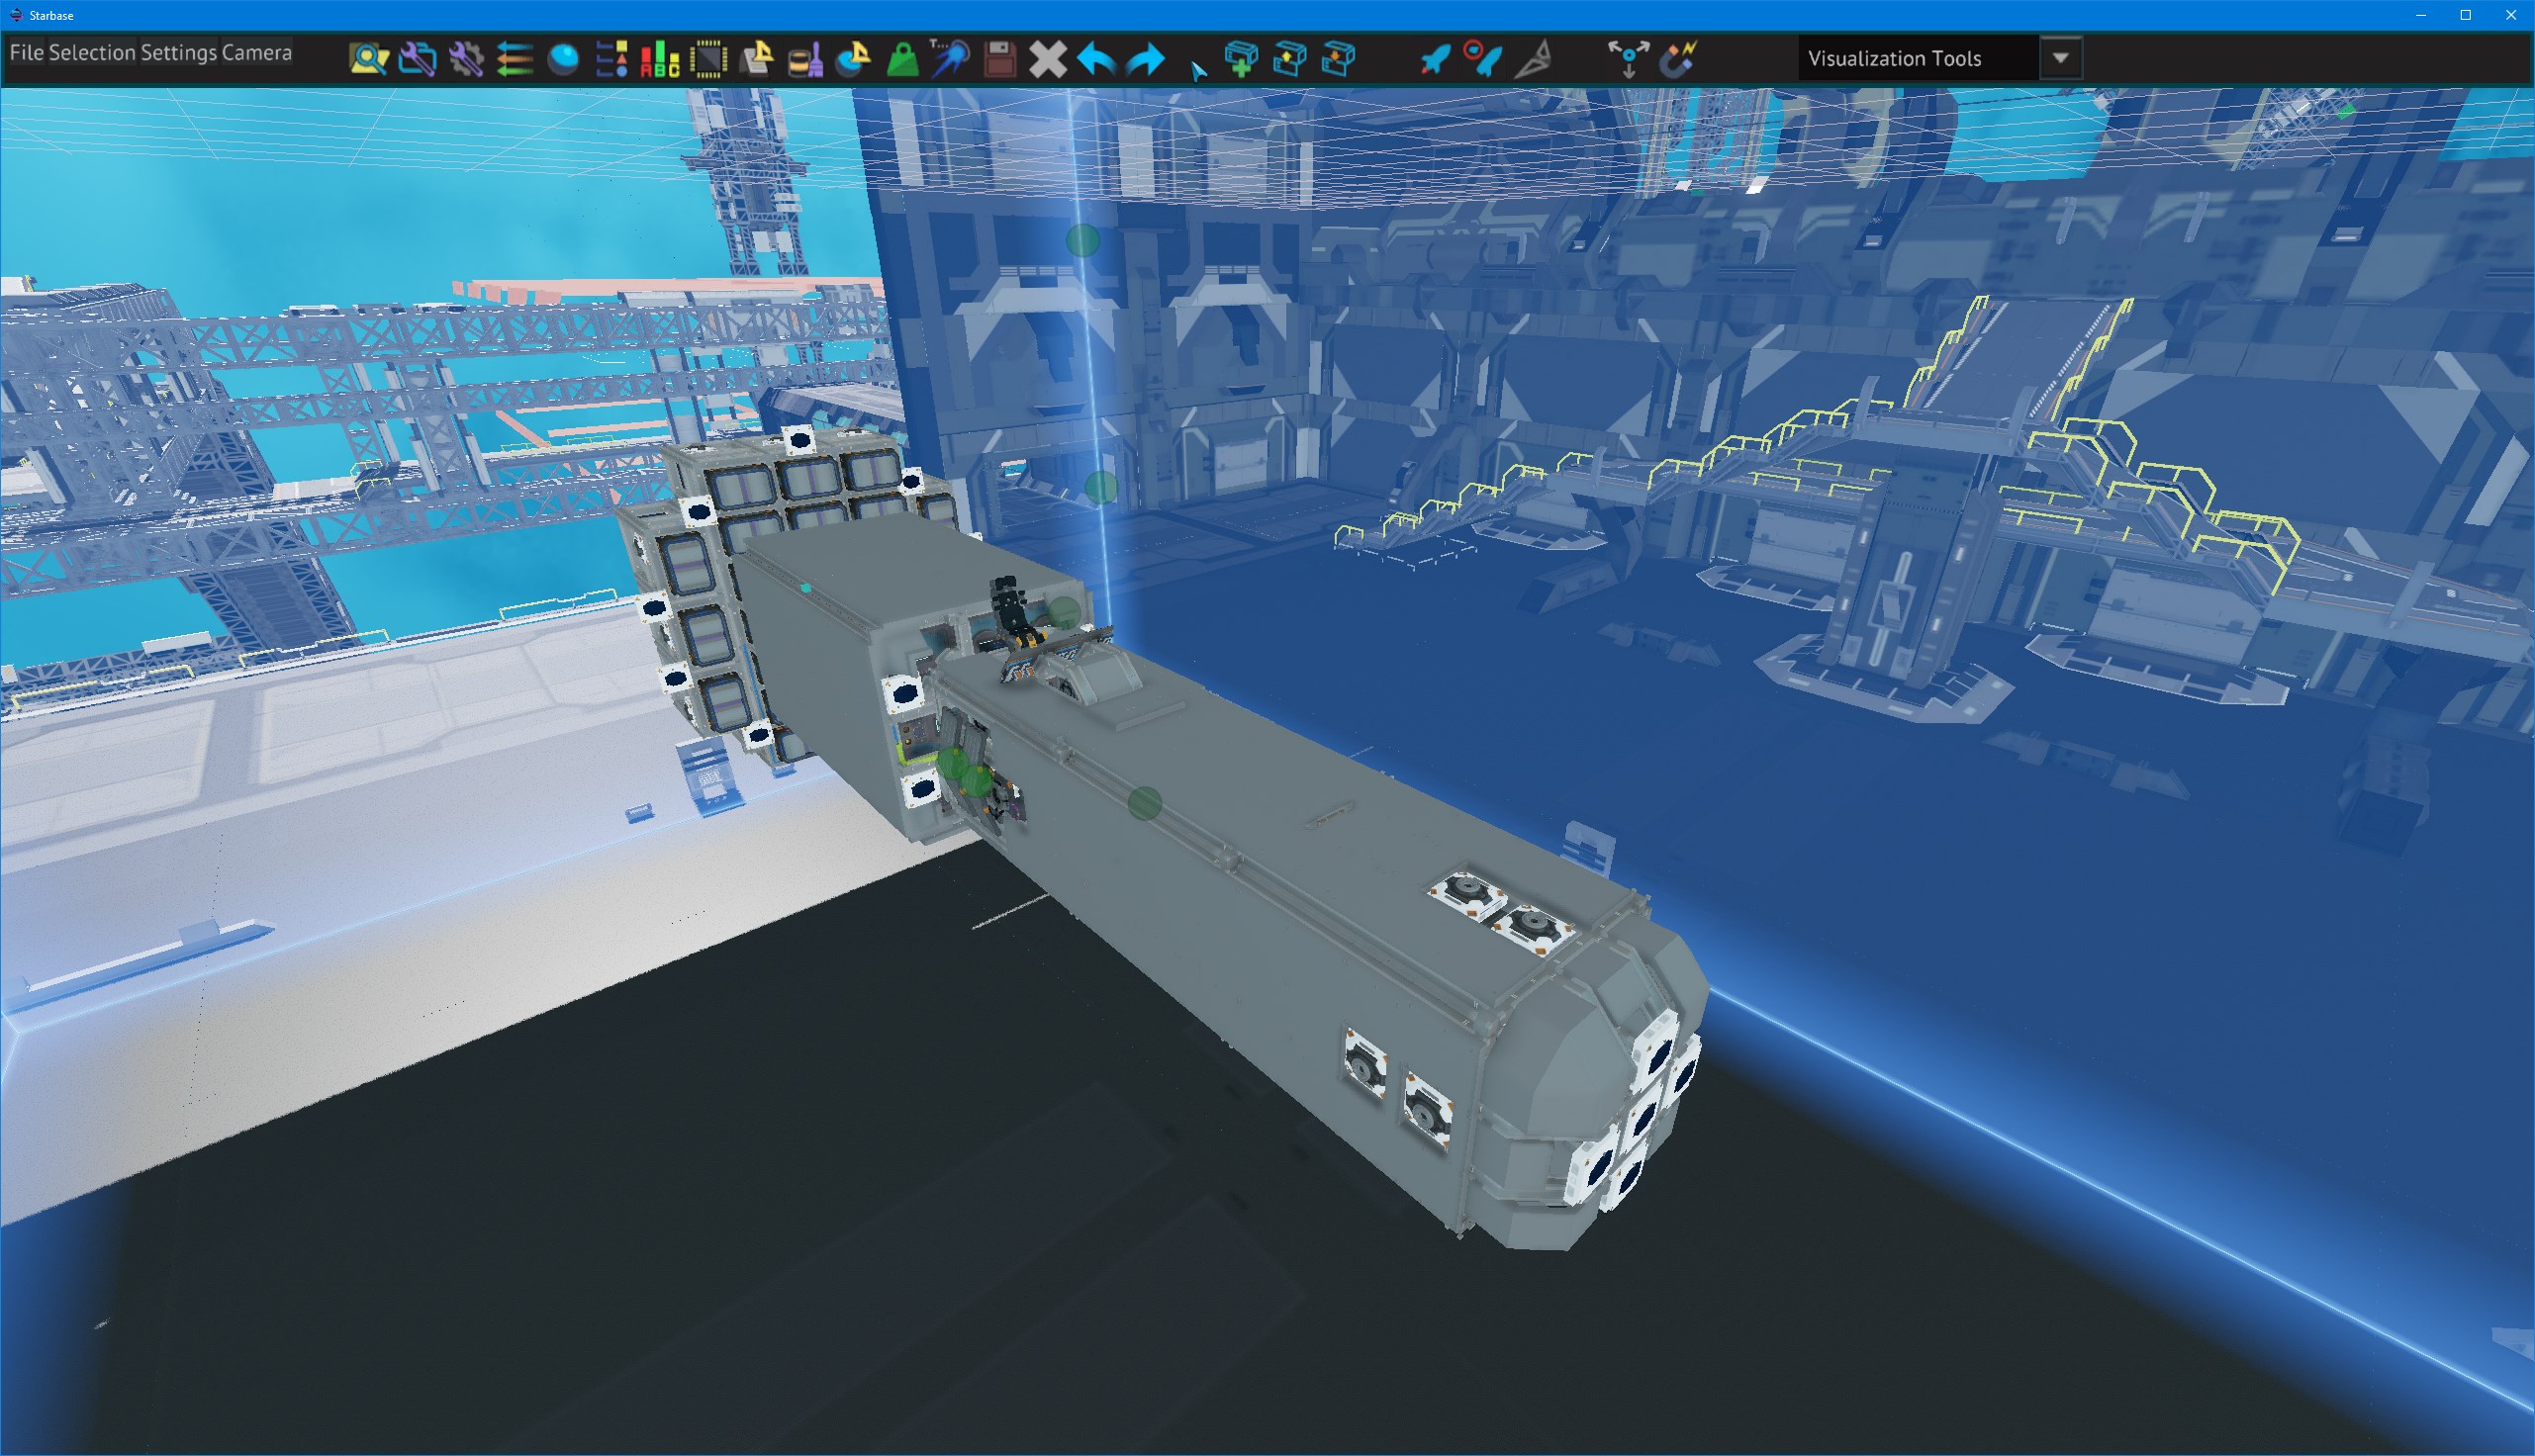 Starbase
File Selection Settings Camera
ABC
T...
Visualization Tools